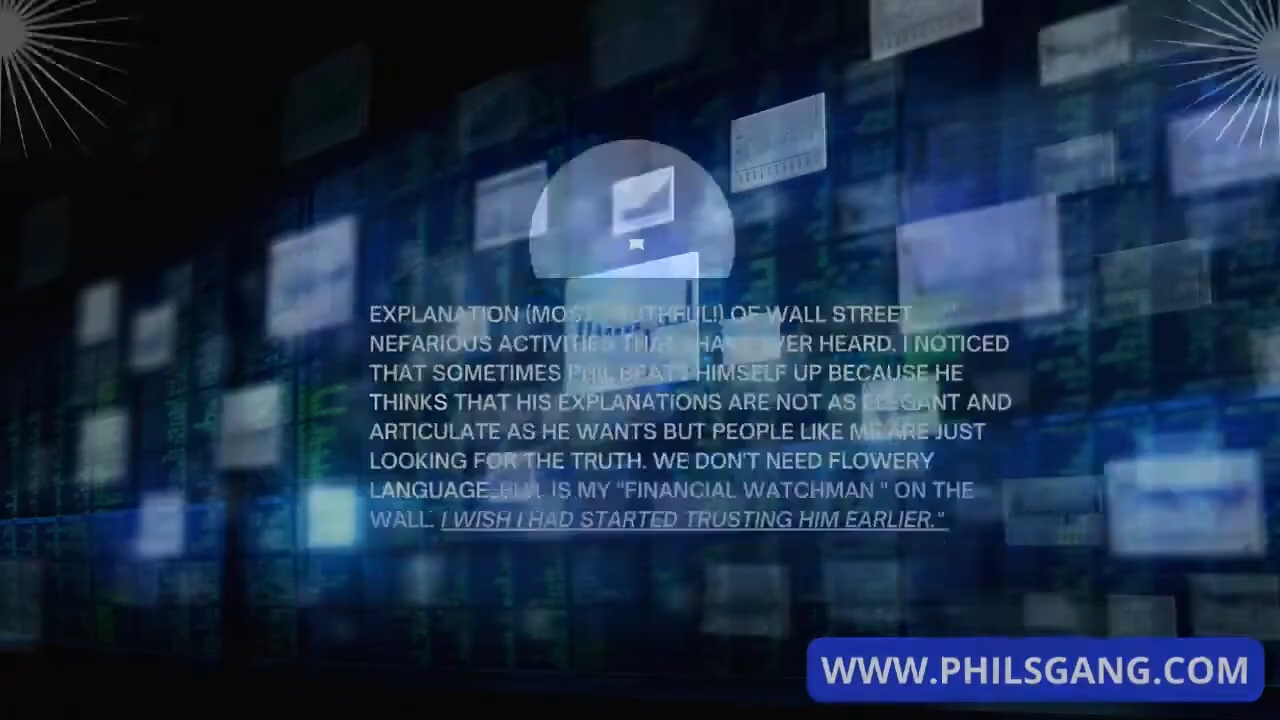 EXPLANATION (MOST TRUTHFUL!) OF WALL STREET
NEFARIOUS ACTIVITIES THAT I HAVE EVER HEARD. I NOTICED
THAT SOMETIMES PHIL BEATS HIMSELF UP BECAUSE HE
THINKS THAT HIS EXPLANATIONS ARE NOT AS ELEGANT AND
ARTICULATE AS HE WANTS BUT PEOPLE LIKE ME ARE JUST
LOOKING FOR THE TRUTH. WE DON'T NEED FLOWERY
LANGUAGE. PHIL IS MY "FINANCIAL WATCHMAN " ON THE
WALL. I WISH I HAD STARTED TRUSTING HIM EARLIER."
WWW.PHILSGANG.COM